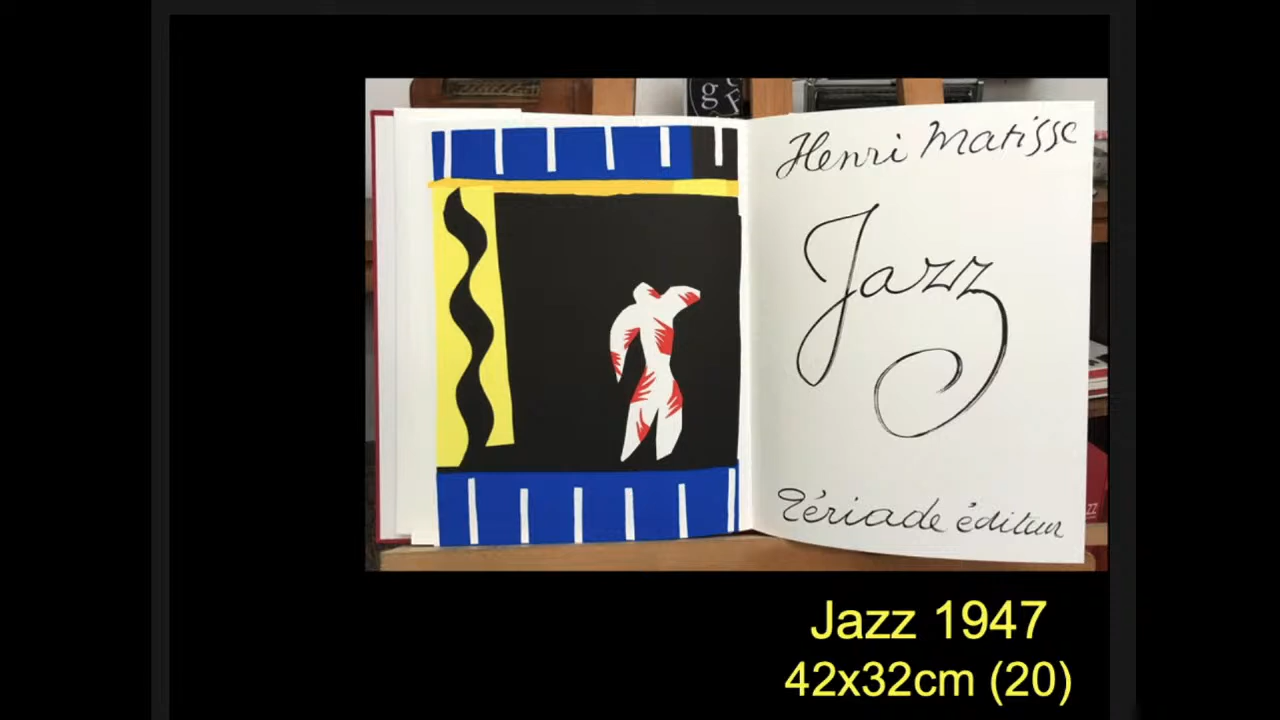 g
Henri Matisse
Jazz
Tériade éditeur
Jazz 1947
42x32cm (20)